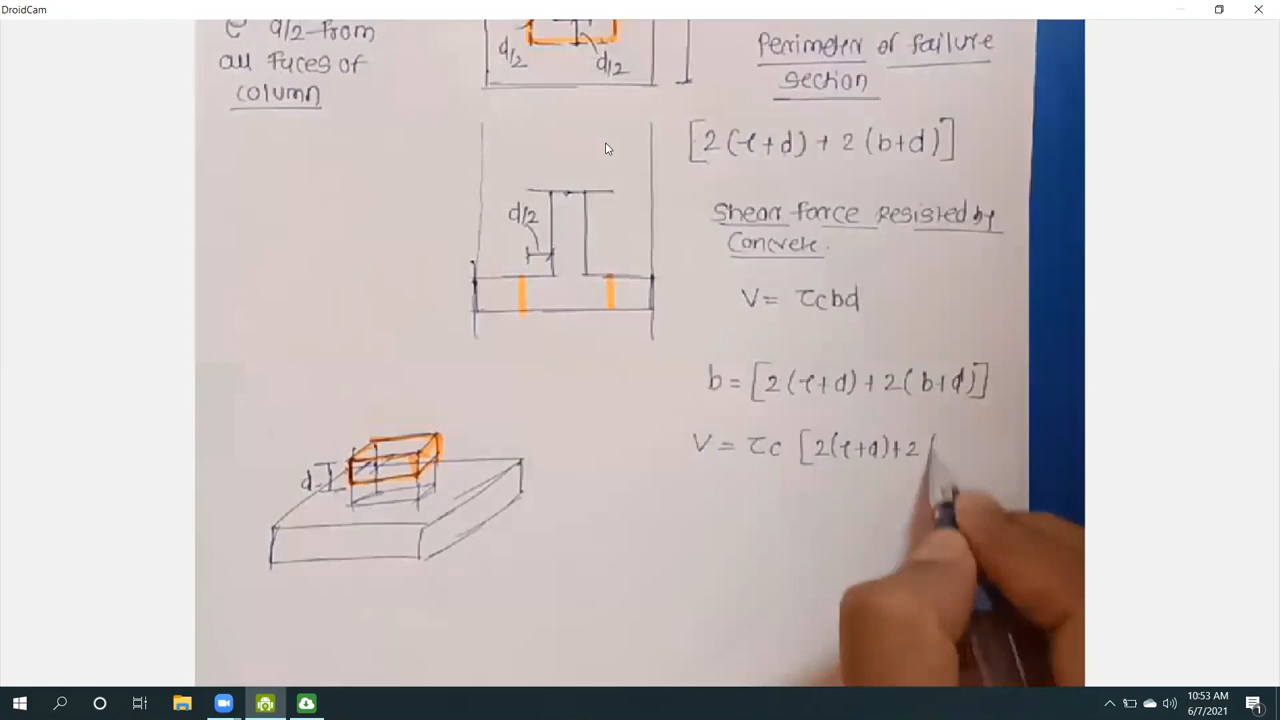 DroidCam
@ d/2 from
all faces of
column
d/2
d/2
Perimeter of failure
section
[2(l+d) + 2(b+d)]
d/2
Shear force Resisted by
Concrete.
V = τcbd
b = [2(l+d)+2(b+d)]
V = τc [2(l+d)+2(
d
10:53 AM
6/7/2021
1